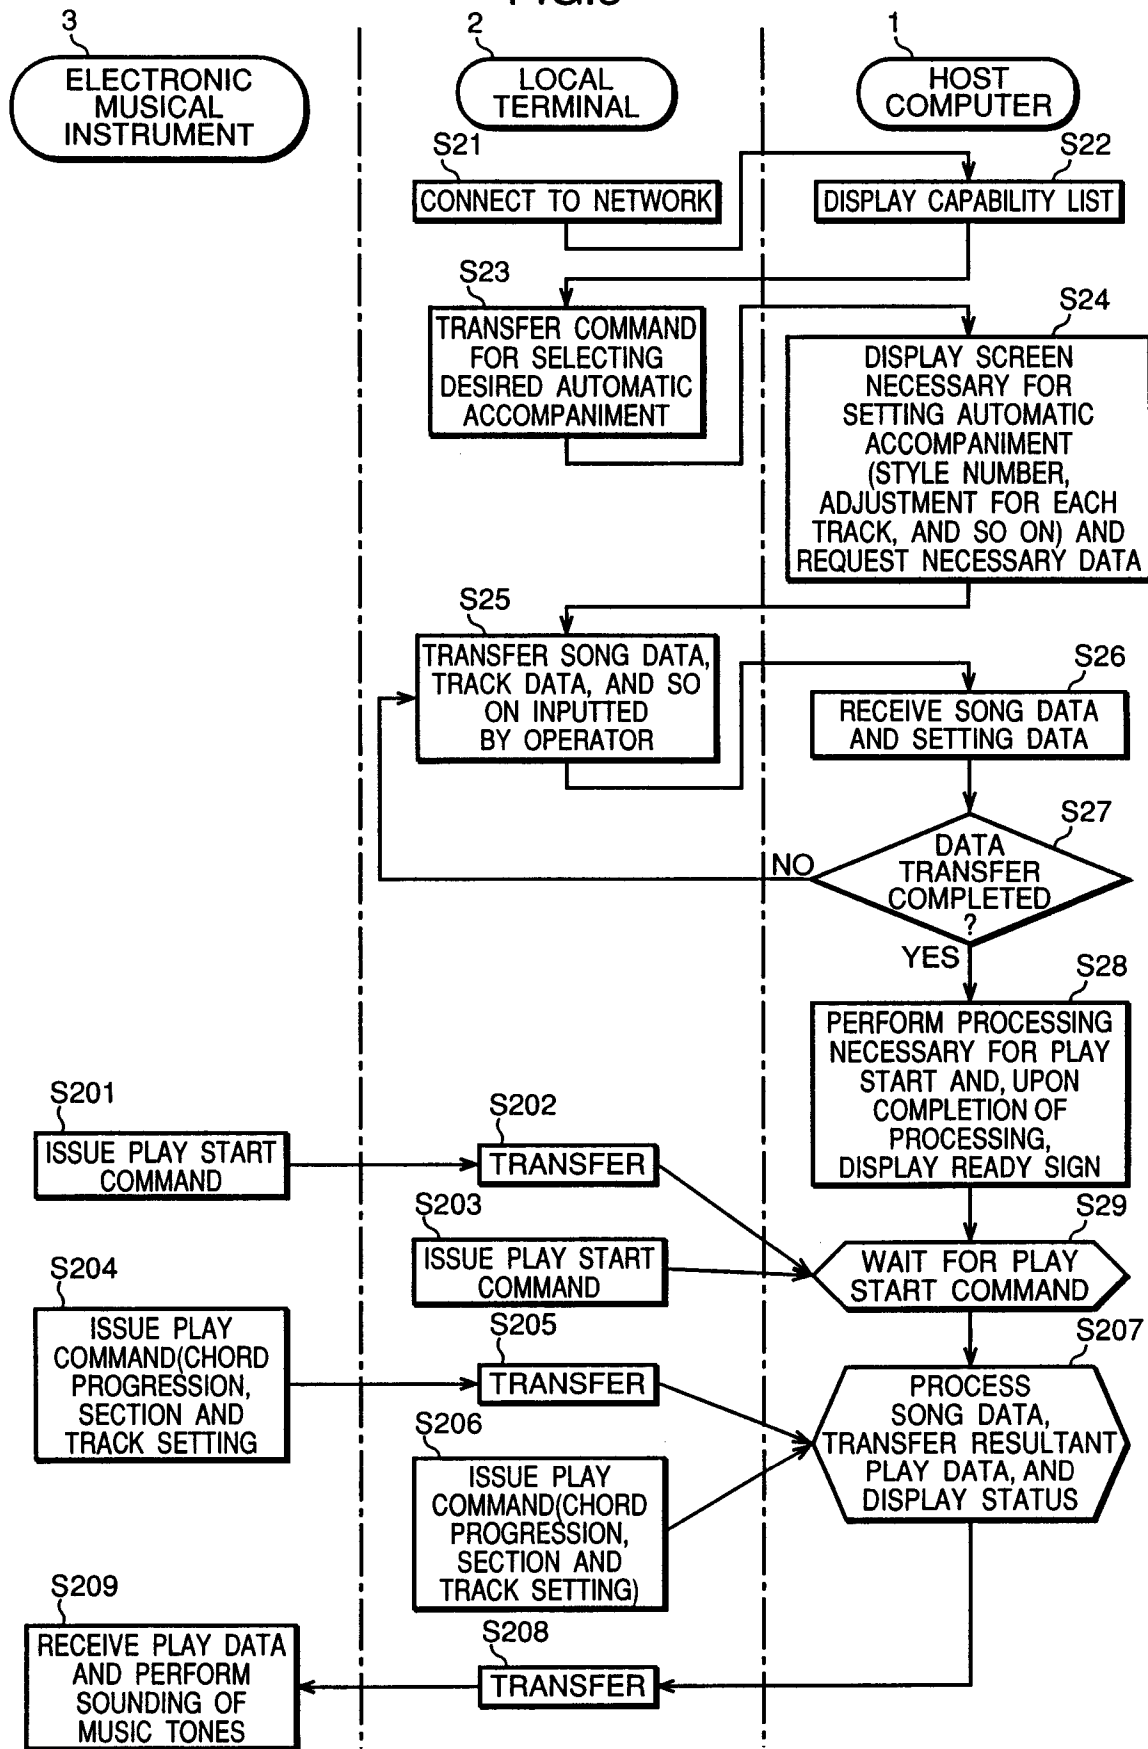 3
ELECTRONIC
MUSICAL
INSTRUMENT
2
LOCAL
TERMINAL
1
HOST
COMPUTER
S21
CONNECT TO NETWORK
S22
DISPLAY CAPABILITY LIST
S23
TRANSFER COMMAND
FOR SELECTING
DESIRED AUTOMATIC
ACCOMPANIMENT
S24
DISPLAY SCREEN
NECESSARY FOR
SETTING AUTOMATIC
ACCOMPANIMENT
(STYLE NUMBER,
ADJUSTMENT FOR EACH
TRACK, AND SO ON) AND
REQUEST NECESSARY DATA
S25
TRANSFER SONG DATA,
TRACK DATA, AND SO
ON INPUTTED
BY OPERATOR
S26
RECEIVE SONG DATA
AND SETTING DATA
S27
DATA
TRANSFER
COMPLETED
?
NO
YES
S28
PERFORM PROCESSING
NECESSARY FOR PLAY
START AND, UPON
COMPLETION OF
PROCESSING,
DISPLAY READY SIGN
S201
ISSUE PLAY START
COMMAND
S202
TRANSFER
S203
ISSUE PLAY START
COMMAND
S29
WAIT FOR PLAY
START COMMAND
S204
ISSUE PLAY
COMMAND(CHORD
PROGRESSION,
SECTION AND
TRACK SETTING
S205
TRANSFER
S206
ISSUE PLAY
COMMAND(CHORD
PROGRESSION,
SECTION AND
TRACK SETTING)
S207
PROCESS
SONG DATA,
TRANSFER RESULTANT
PLAY DATA, AND
DISPLAY STATUS
S208
TRANSFER
S209
RECEIVE PLAY DATA
AND PERFORM
SOUNDING OF
MUSIC TONES